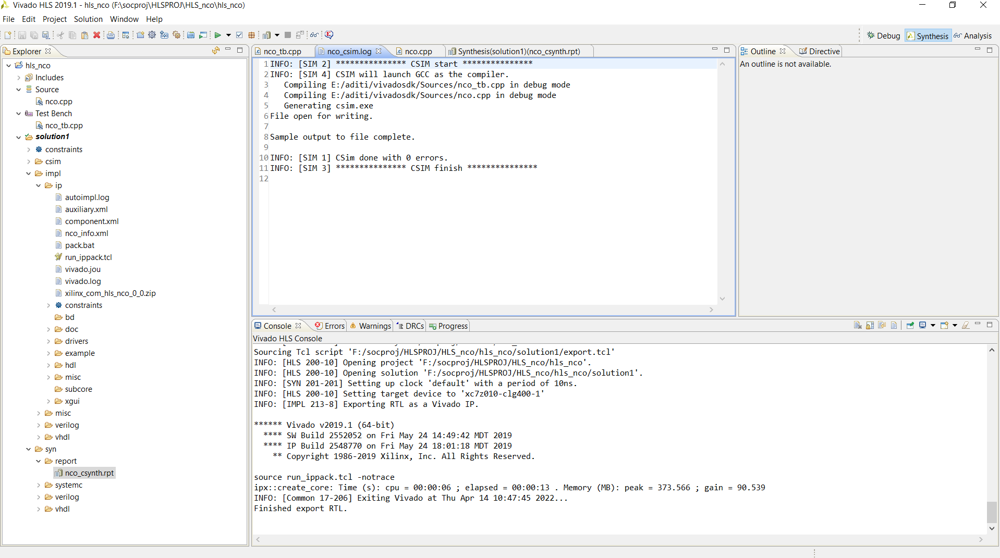 Vivado HLS 2019.1 - hls_nco (F:\socproj\HLSPROJ\HLS_nco\hls_nco)
File Edit Project Solution Window Help
Debug Synthesis Analysis
Explorer
hls_nco
Includes
Source
nco.cpp
Test Bench
nco_tb.cpp
solution1
constraints
csim
impl
ip
autoimpl.log
auxiliary.xml
component.xml
nco_info.xml
pack.bat
run_ippack.tcl
vivado.jou
vivado.log
xilinx_com_hls_nco_0_0.zip
constraints
bd
doc
drivers
example
hdl
misc
subcore
xgui
misc
verilog
vhdl
syn
report
nco_csynth.rpt
systemc
verilog
vhdl
nco_tb.cpp nco_csim.log nco.cpp Synthesis(solution1)(nco_csynth.rpt)
1 INFO: [SIM 2] *************** CSIM start ***************
2 INFO: [SIM 4] CSIM will launch GCC as the compiler.
3 Compiling E:/aditi/vivadosdk/Sources/nco_tb.cpp in debug mode
4 Compiling E:/aditi/vivadosdk/Sources/nco.cpp in debug mode
5 Generating csim.exe
6 File open for writing.
7
8 Sample output to file complete.
9
10 INFO: [SIM 1] CSim done with 0 errors.
11 INFO: [SIM 3] *************** CSIM finish ***************
12
Outline Directive
An outline is not available.
Console Errors Warnings DRCs Progress
Vivado HLS Console
Sourcing Tcl script 'F:/socproj/HLSPROJ/HLS_nco/hls_nco/solution1/export.tcl'
INFO: [HLS 200-10] Opening project 'F:/socproj/HLSPROJ/HLS_nco/hls_nco'.
INFO: [HLS 200-10] Opening solution 'F:/socproj/HLSPROJ/HLS_nco/hls_nco/solution1'.
INFO: [SYN 201-201] Setting up clock 'default' with a period of 10ns.
INFO: [HLS 200-10] Setting target device to 'xc7z010-clg400-1'
INFO: [IMPL 213-8] Exporting RTL as a Vivado IP.
****** Vivado v2019.1 (64-bit)
**** SW Build 2552052 on Fri May 24 14:49:42 MDT 2019
**** IP Build 2548770 on Fri May 24 18:01:18 MDT 2019
** Copyright 1986-2019 Xilinx, Inc. All Rights Reserved.
source run_ippack.tcl -notrace
ipx::create_core: Time (s): cpu = 00:00:06 ; elapsed = 00:00:13 . Memory (MB): peak = 373.566 ; gain = 90.539
INFO: [Common 17-206] Exiting Vivado at Thu Apr 14 10:47:45 2022...
Finished export RTL.